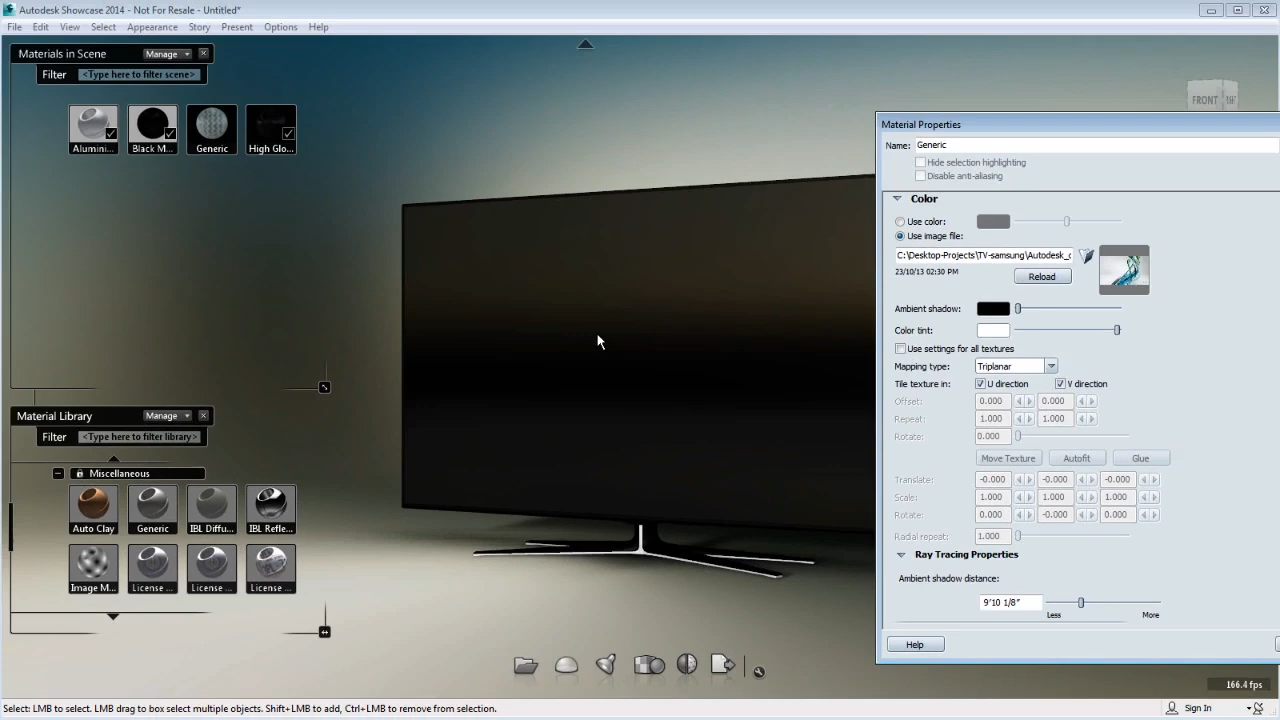 Autodesk Showcase 2014 - Not For Resale - Untitled*
File Edit View Select Appearance Story Present Options Help
Materials in Scene Manage
Filter <Type here to filter scene>
Alumini... Black M... Generic High Glo...
FRONT
Material Properties
Name: Generic
Hide selection highlighting
Disable anti-aliasing
Color
Use color:
Use image file:
C:\Desktop-Projects\TV-samsung\Autodesk_c
23/10/13 02:30 PM
Reload
Ambient shadow:
Color tint:
Use settings for all textures
Mapping type: Triplanar
Tile texture in: U direction V direction
Offset: 0.000 0.000
Repeat: 1.000 1.000
Rotate: 0.000
Move Texture Autofit Glue
Translate: -0.000 -0.000 -0.000
Scale: 1.000 1.000 1.000
Rotate: 0.000 -0.000 0.000
Radial repeat: 1.000
Ray Tracing Properties
Ambient shadow distance:
9'10 1/8"
Less More
Help
Material Library Manage
Filter <Type here to filter library>
Miscellaneous
Auto Clay Generic IBL Diffu... IBL Refle...
Image M... License ... License ... License ...
166.4 fps
Select: LMB to select. LMB drag to box select multiple objects. Shift+LMB to add, Ctrl+LMB to remove from selection.
Sign In